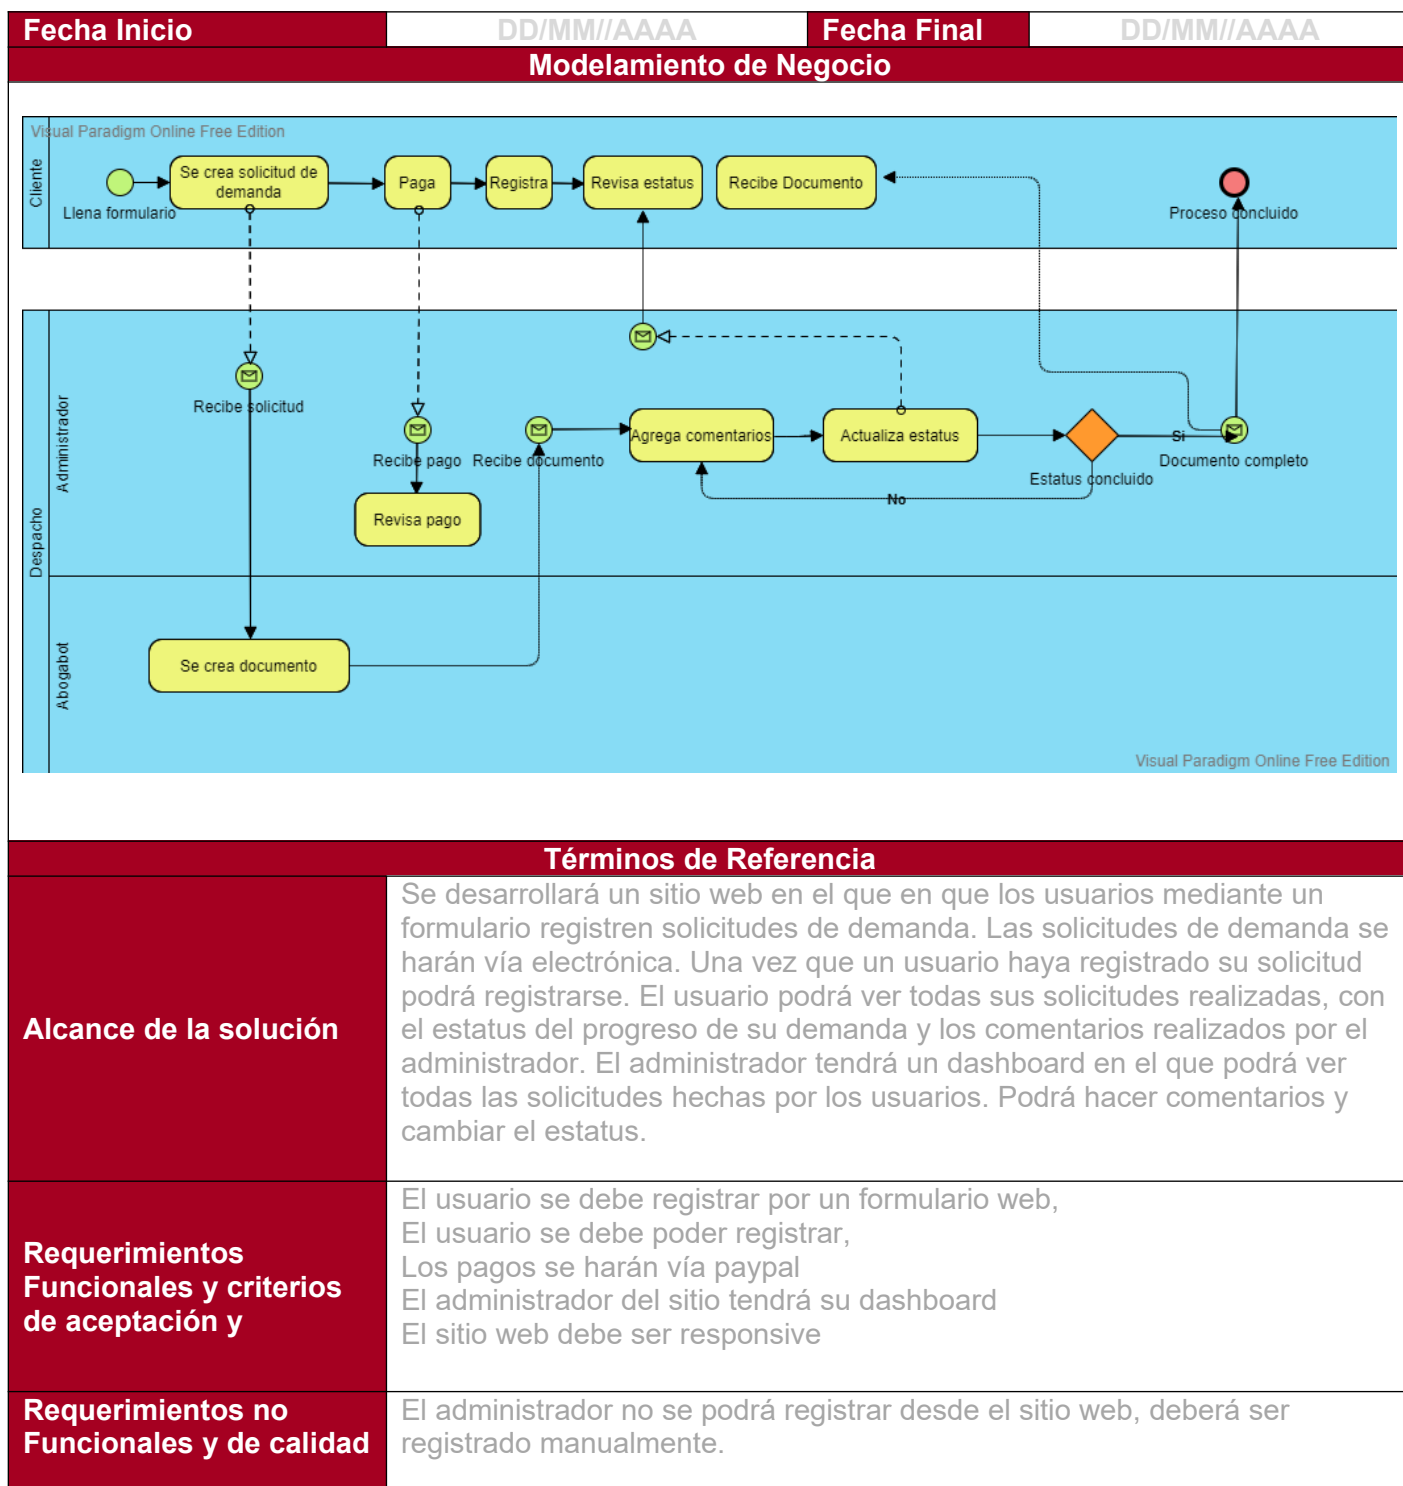 Fecha Inicio DD/MM//AAAA Fecha Final DD/MM//AAAA
Modelamiento de Negocio
Visual Paradigm Online Free Edition
Cliente
Llena formulario
Se crea solicitud de
demanda
Paga
Registra
Revisa estatus
Recibe Documento
Proceso concluido
Despacho
Administrador
Recibe solicitud
Recibe pago
Revisa pago
Recibe documento
Agrega comentarios
Actualiza estatus
Estatus concluido
Si
No
Documento completo
Abogabot
Se crea documento
Visual Paradigm Online Free Edition
Términos de Referencia
Alcance de la solución
Se desarrollará un sitio web en el que en que los usuarios mediante un
formulario registren solicitudes de demanda. Las solicitudes de demanda se
harán vía electrónica. Una vez que un usuario haya registrado su solicitud
podrá registrarse. El usuario podrá ver todas sus solicitudes realizadas, con
el estatus del progreso de su demanda y los comentarios realizados por el
administrador. El administrador tendrá un dashboard en el que podrá ver
todas las solicitudes hechas por los usuarios. Podrá hacer comentarios y
cambiar el estatus.
Requerimientos
Funcionales y criterios
de aceptación y
El usuario se debe registrar por un formulario web,
El usuario se debe poder registrar,
Los pagos se harán vía paypal
El administrador del sitio tendrá su dashboard
El sitio web debe ser responsive
Requerimientos no
Funcionales y de calidad
El administrador no se podrá registrar desde el sitio web, deberá ser
registrado manualmente.